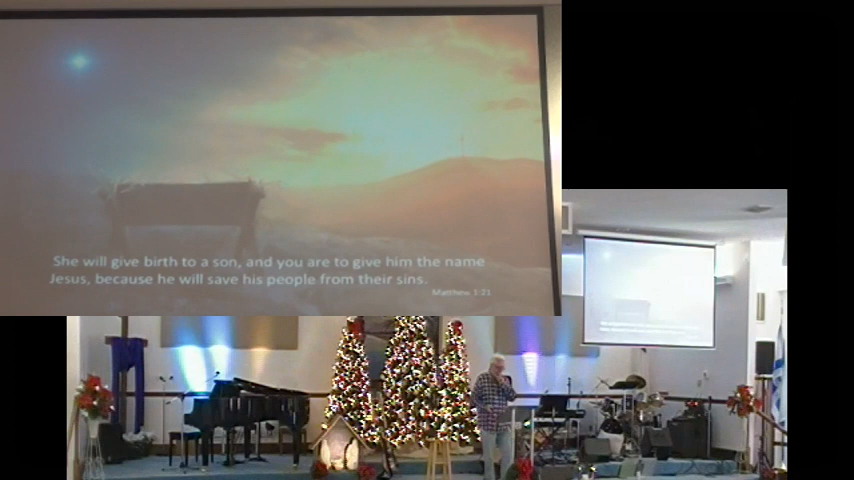 She will give birth to a son, and you are to give him the name
Jesus, because he will save his people from their sins.
Matthew 1:21